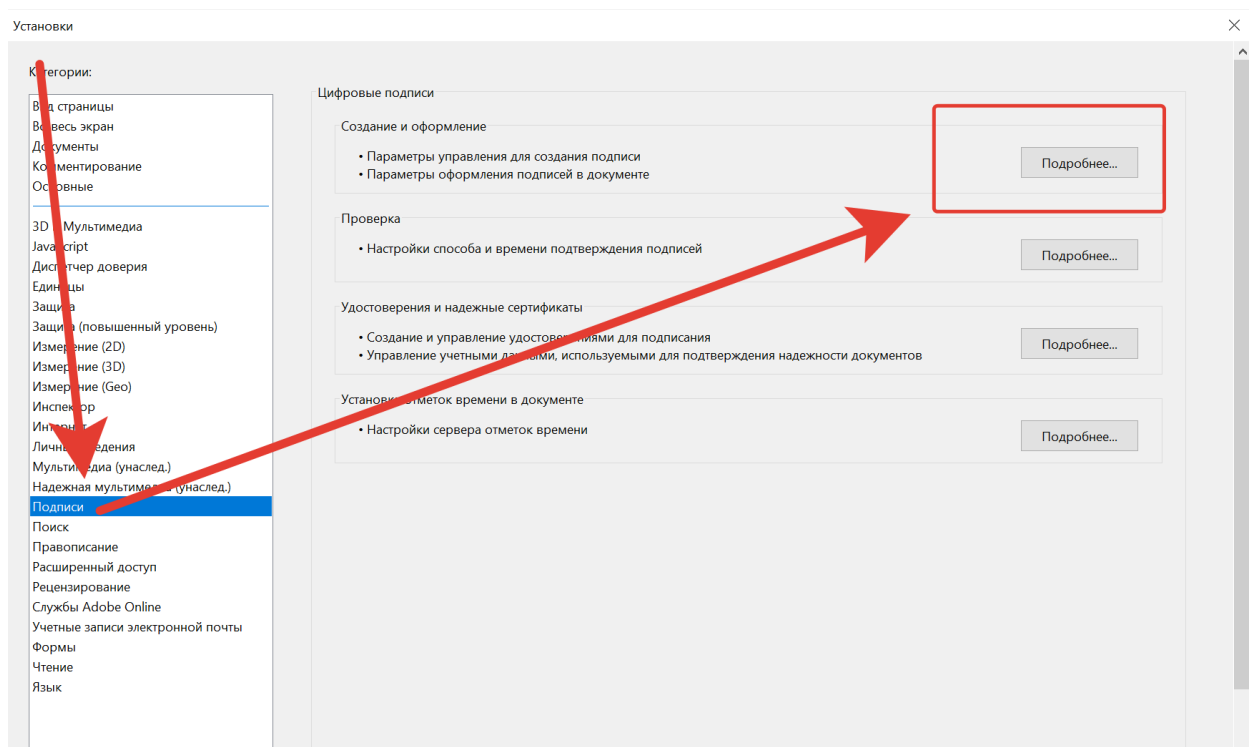 Установки
Категории:
Вид страницы
Во весь экран
Документы
Комментирование
Основные
3D и Мультимедиа
JavaScript
Диспетчер доверия
Единицы
Защита
Защита (повышенный уровень)
Измерение (2D)
Измерение (3D)
Измерение (Geo)
Инспектор
Интернет
Личные сведения
Мультимедиа (унаслед.)
Надежная мультимедиа (унаслед.)
Подписи
Поиск
Правописание
Расширенный доступ
Рецензирование
Службы Adobe Online
Учетные записи электронной почты
Формы
Чтение
Язык
Цифровые подписи
Создание и оформление
• Параметры управления для создания подписи
• Параметры оформления подписей в документе
Подробнее...
Проверка
• Настройки способа и времени подтверждения подписей
Подробнее...
Удостоверения и надежные сертификаты
• Создание и управление удостоверениями для подписания
• Управление учетными данными, используемыми для подтверждения надежности документов
Подробнее...
Установка отметок времени в документе
• Настройки сервера отметок времени
Подробнее...